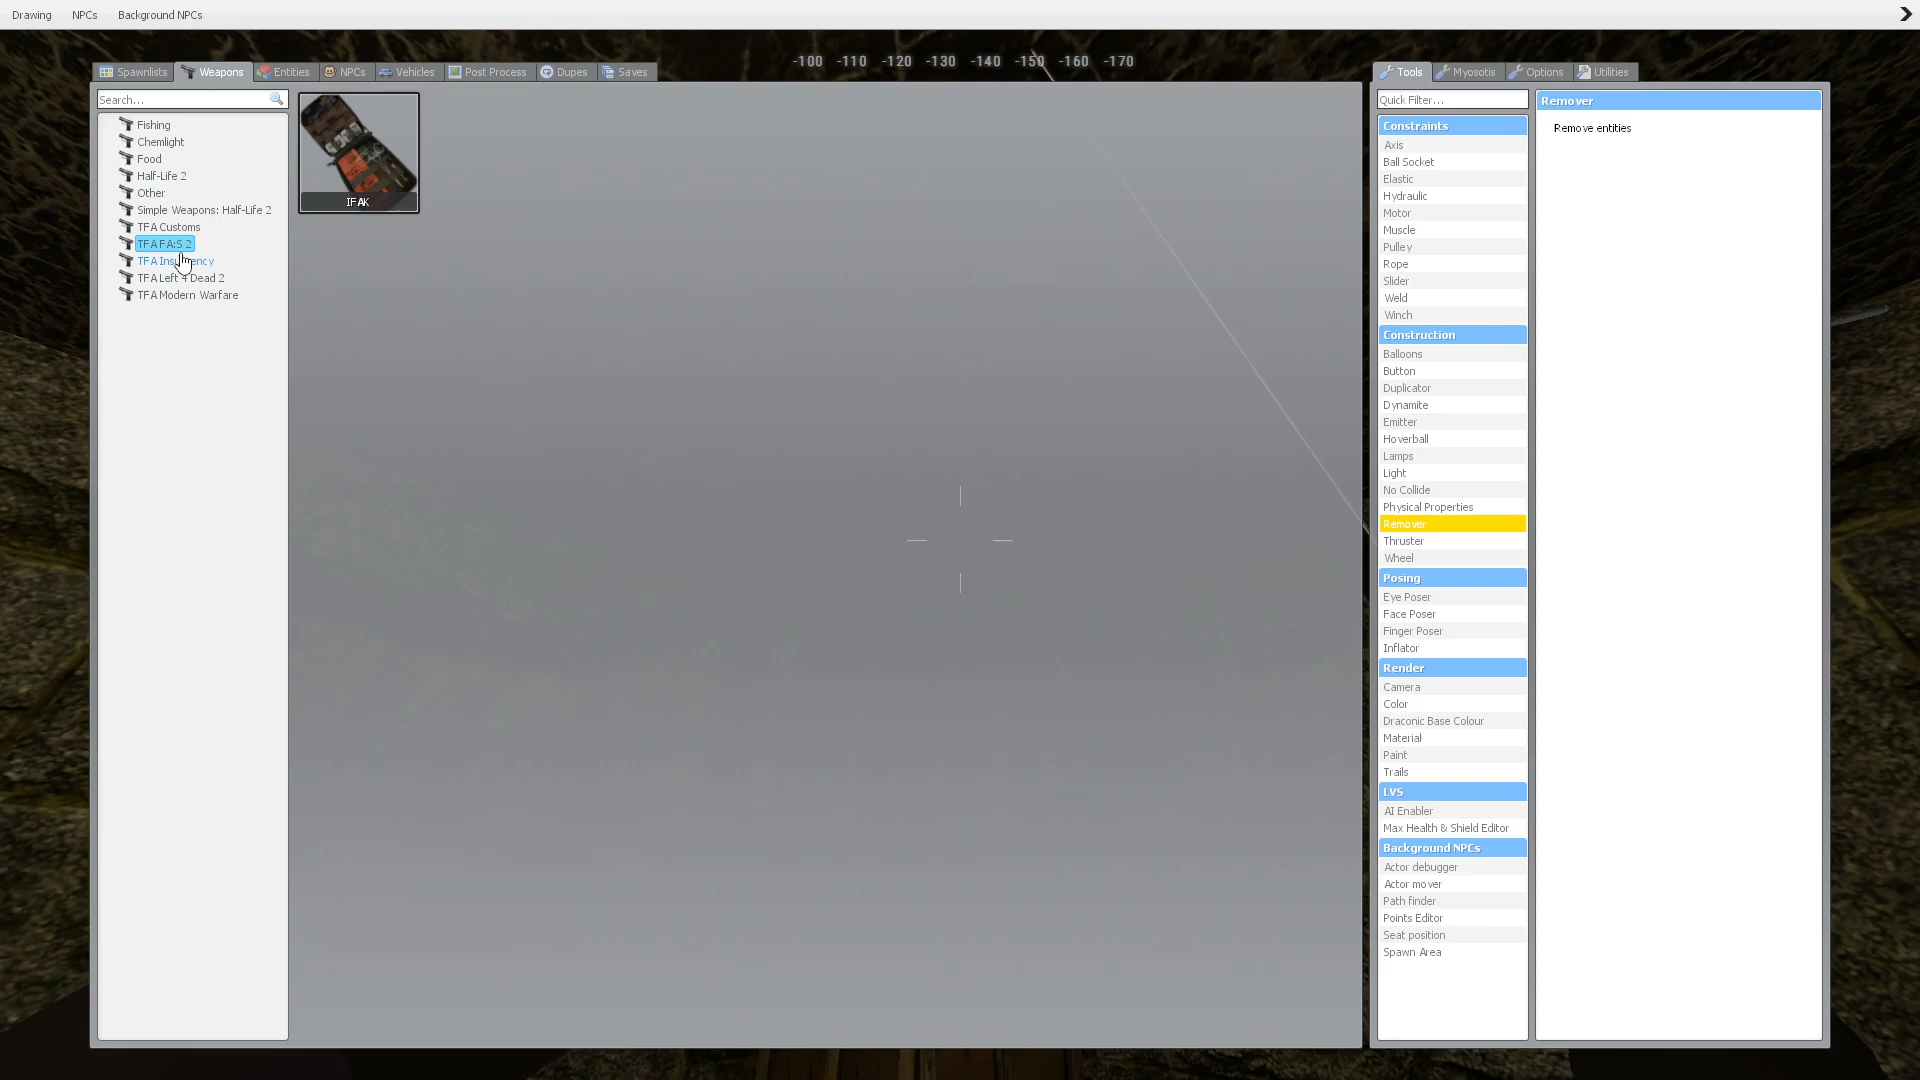 Drawing NPCs Background NPCs
-100 -110 -120 -130 -140 -150 -160 -170
Spawnlists Weapons Entities NPCs Vehicles Post Process Dupes Saves
Tools Myosotis Options Utilities
Search...
Fishing
Chemlight
Food
Half-Life 2
Other
Simple Weapons: Half-Life 2
TFA Customs
TFA FA:S 2
TFA
TFA Left 4 Dead 2
TFA Modern Warfare
IFAK
Quick Filter...
Constraints
Axis
Ball Socket
Elastic
Hydraulic
Motor
Muscle
Pulley
Rope
Slider
Weld
Winch
Construction
Balloons
Button
Duplicator
Dynamite
Emitter
Hoverball
Lamps
Light
No Collide
Physical Properties
Remover
Thruster
Wheel
Posing
Eye Poser
Face Poser
Finger Poser
Inflator
Render
Camera
Color
Draconic Base Colour
Material
Paint
Trails
LVS
AI Enabler
Max Health & Shield Editor
Background NPCs
Actor debugger
Actor mover
Path finder
Points Editor
Seat position
Spawn Area
Remover
Remove entities